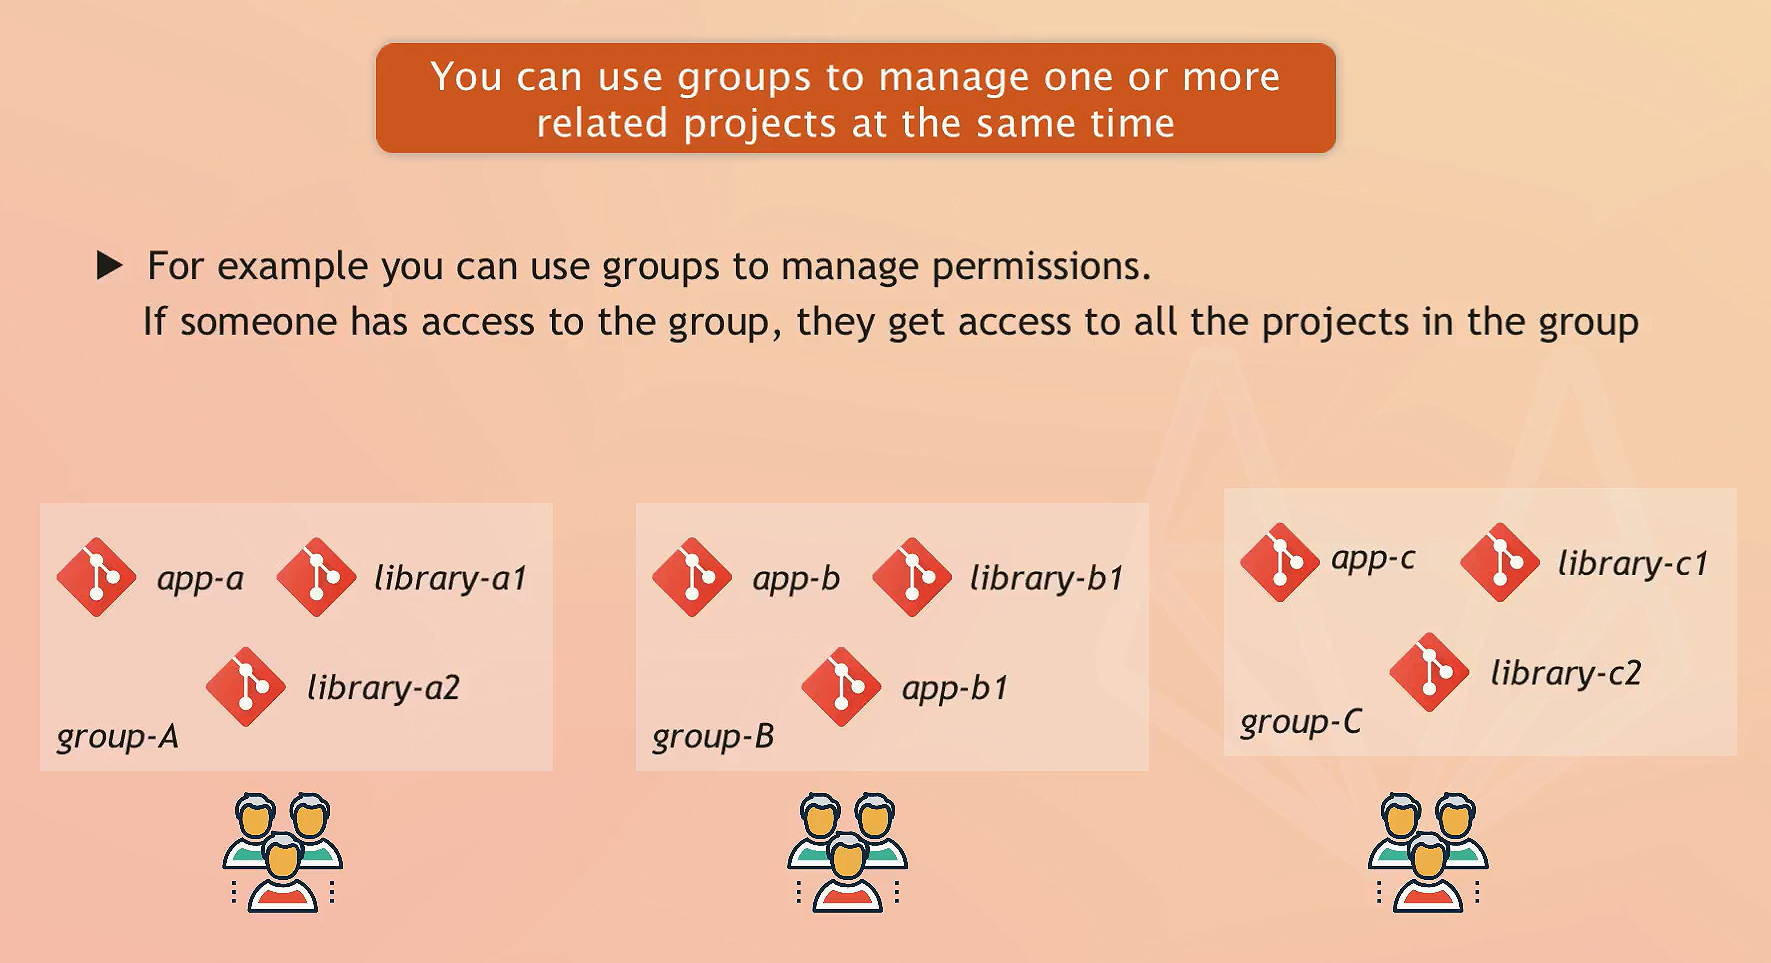 You can use groups to manage one or more
related projects at the same time
For example you can use groups to manage permissions.
If someone has access to the group, they get access to all the projects in the group
app-a
library-a1
library-a2
group-A
app-b
library-b1
app-b1
group-B
app-c
library-c1
library-c2
group-C